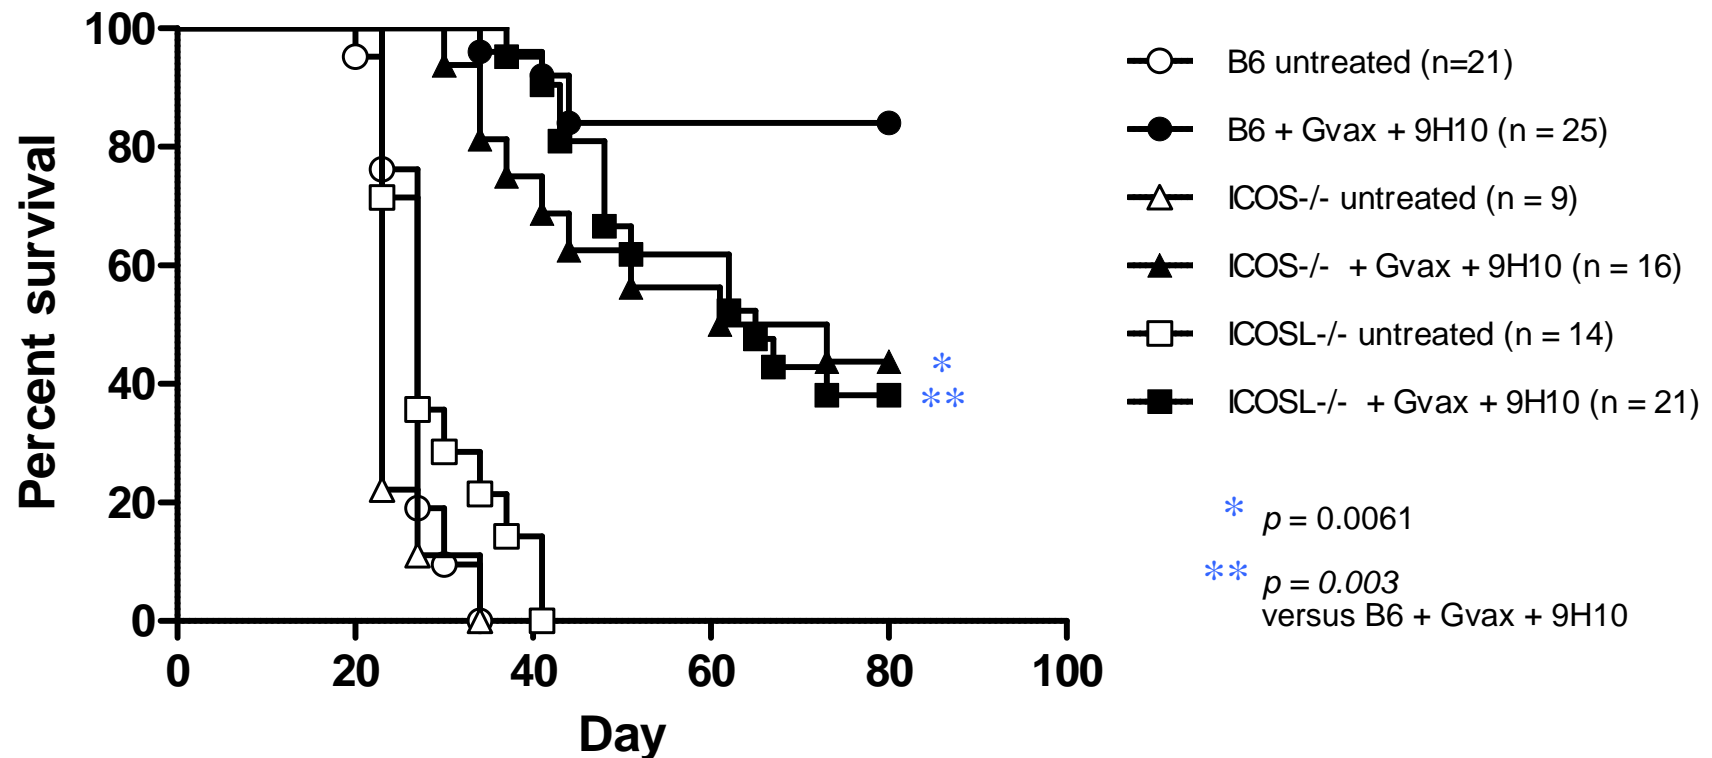 100
80
60
40
20
0
Percent survival
0 20 40 60 80 100
Day
B6 untreated (n=21)
B6 + Gvax + 9H10 (n = 25)
ICOS-/- untreated (n = 9)
ICOS-/- + Gvax + 9H10 (n = 16)
ICOSL-/- untreated (n = 14)
ICOSL-/- + Gvax + 9H10 (n = 21)
*
**
* p = 0.0061
** p = 0.003
versus B6 + Gvax + 9H10